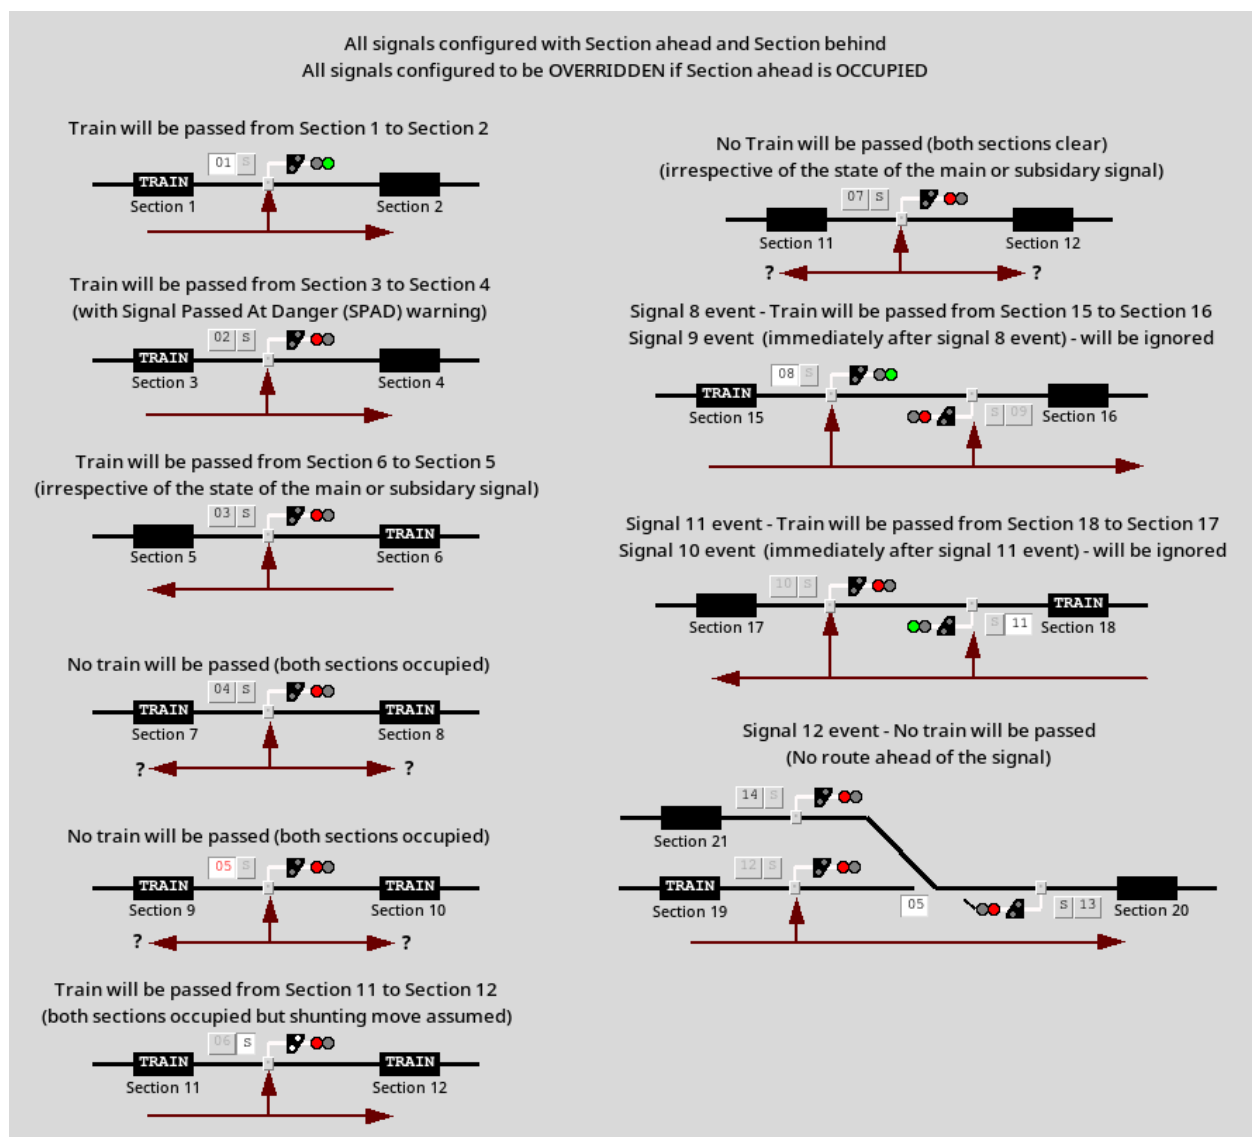 All signals configured with Section ahead and Section behind
All signals configured to be OVERRIDDEN if Section ahead is OCCUPIED
Train will be passed from Section 1 to Section 2
01 S
TRAIN
Section 1 Section 2
Train will be passed from Section 3 to Section 4
(with Signal Passed At Danger (SPAD) warning)
02 S
TRAIN
Section 3 Section 4
Train will be passed from Section 6 to Section 5
(irrespective of the state of the main or subsidary signal)
03 S
TRAIN
Section 5 Section 6
No train will be passed (both sections occupied)
04 S
TRAIN TRAIN
Section 7 Section 8
? ?
No train will be passed (both sections occupied)
05 S
TRAIN TRAIN
Section 9 Section 10
? ?
Train will be passed from Section 11 to Section 12
(both sections occupied but shunting move assumed)
06 S
TRAIN TRAIN
Section 11 Section 12
No Train will be passed (both sections clear)
(irrespective of the state of the main or subsidary signal)
07 S
Section 11 Section 12
? ?
Signal 8 event - Train will be passed from Section 15 to Section 16
Signal 9 event (immediately after signal 8 event) - will be ignored
08 S
TRAIN
Section 15 S 09 Section 16
Signal 11 event - Train will be passed from Section 18 to Section 17
Signal 10 event (immediately after signal 11 event) - will be ignored
10 S
TRAIN
Section 17 S 11 Section 18
Signal 12 event - No train will be passed
(No route ahead of the signal)
14 S
Section 21
12 S
TRAIN
Section 19 05 S 13 Section 20